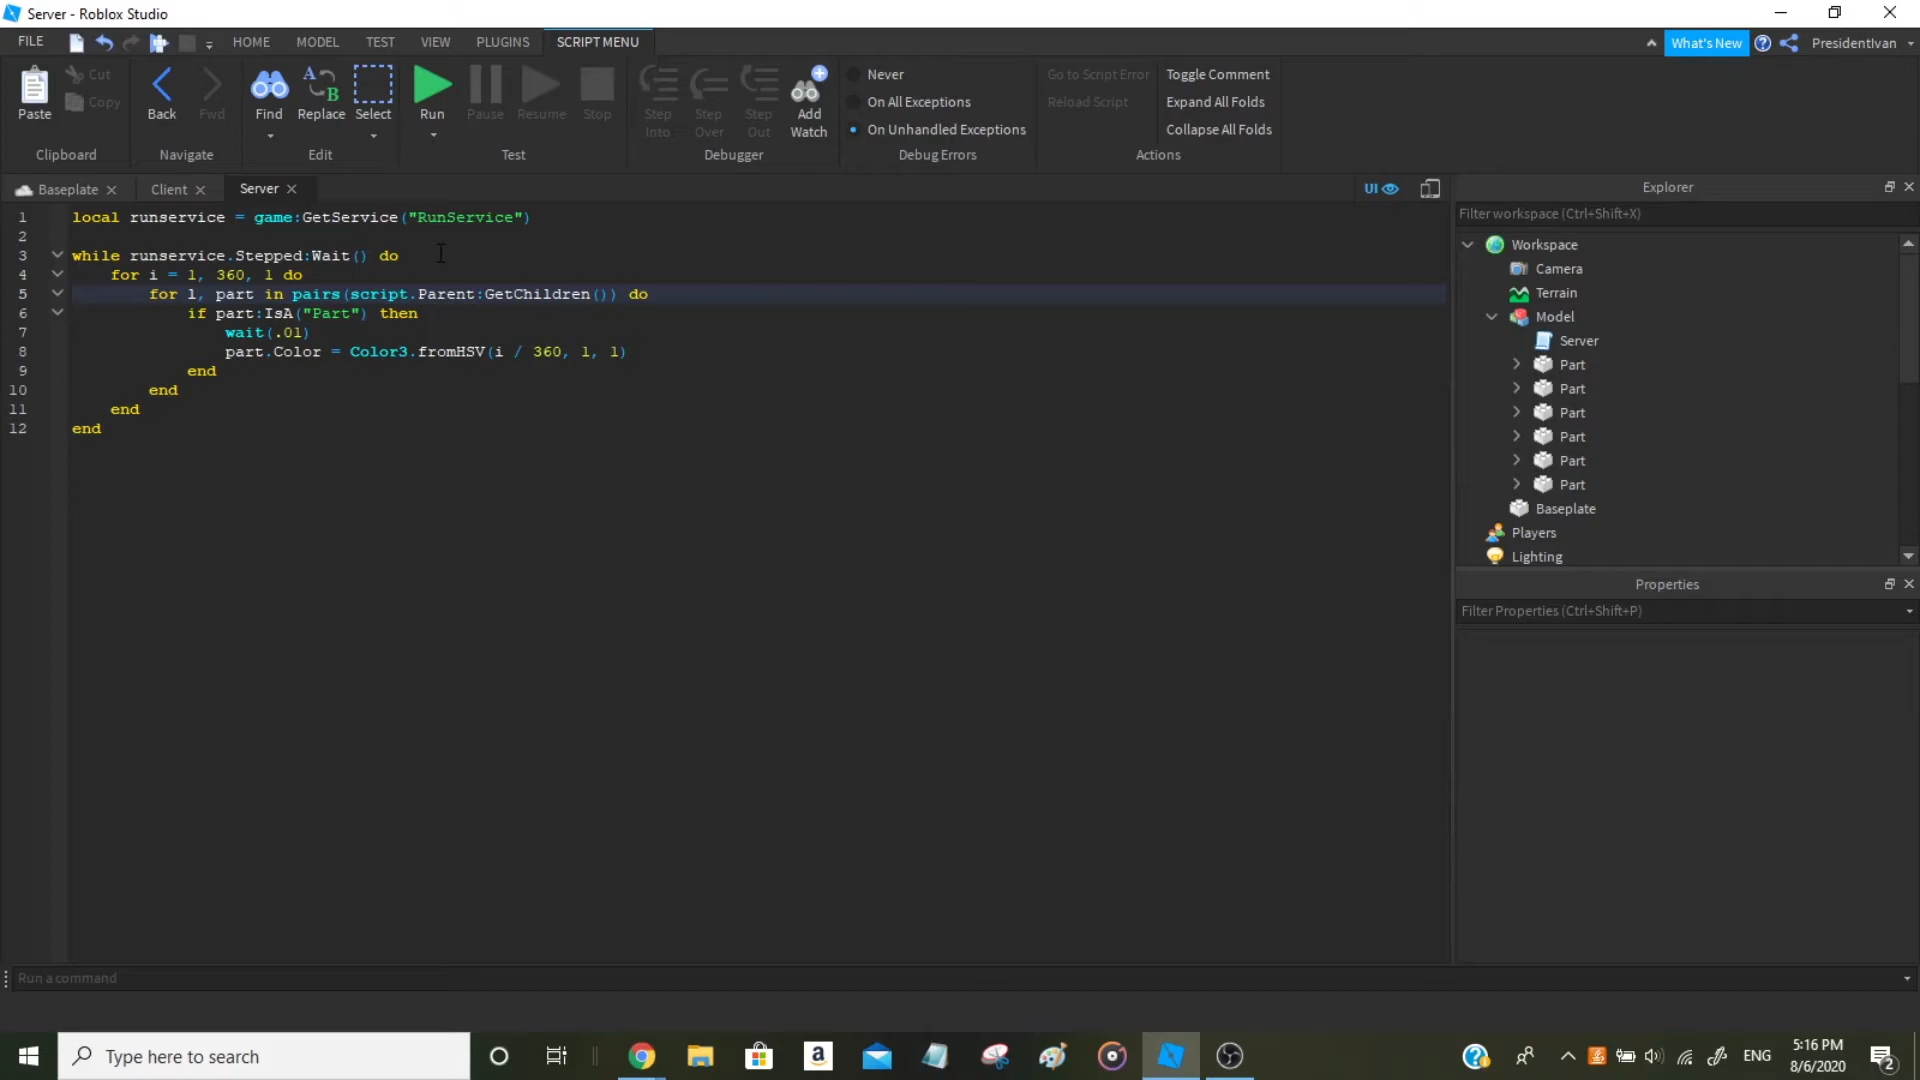 Server - Roblox Studio
FILE HOME MODEL TEST VIEW PLUGINS SCRIPT MENU What's New PresidentIvan
Paste Cut Copy Clipboard
Back Fwd Navigate
Find Replace Select Edit
Run Pause Resume Stop Test
Step Into Step Over Step Out Add Watch Debugger
Never
On All Exceptions
On Unhandled Exceptions
Debug Errors
Go to Script Error
Reload Script
Toggle Comment
Expand All Folds
Collapse All Folds
Actions
Baseplate Client Server UI
1 local runservice = game:GetService("RunService")
2
3 while runservice.Stepped:Wait() do
4 for i = 1, 360, 1 do
5 for l, part in pairs(script.Parent:GetChildren()) do
6 if part:IsA("Part") then
7 wait(.01)
8 part.Color = Color3.fromHSV(i / 360, 1, 1)
9 end
10 end
11 end
12 end
Explorer
Filter workspace (Ctrl+Shift+X)
Workspace
Camera
Terrain
Model
Server
Part
Part
Part
Part
Part
Part
Baseplate
Players
Lighting
Properties
Filter Properties (Ctrl+Shift+P)
Run a command
Type here to search
ENG
5:16 PM
8/6/2020
2